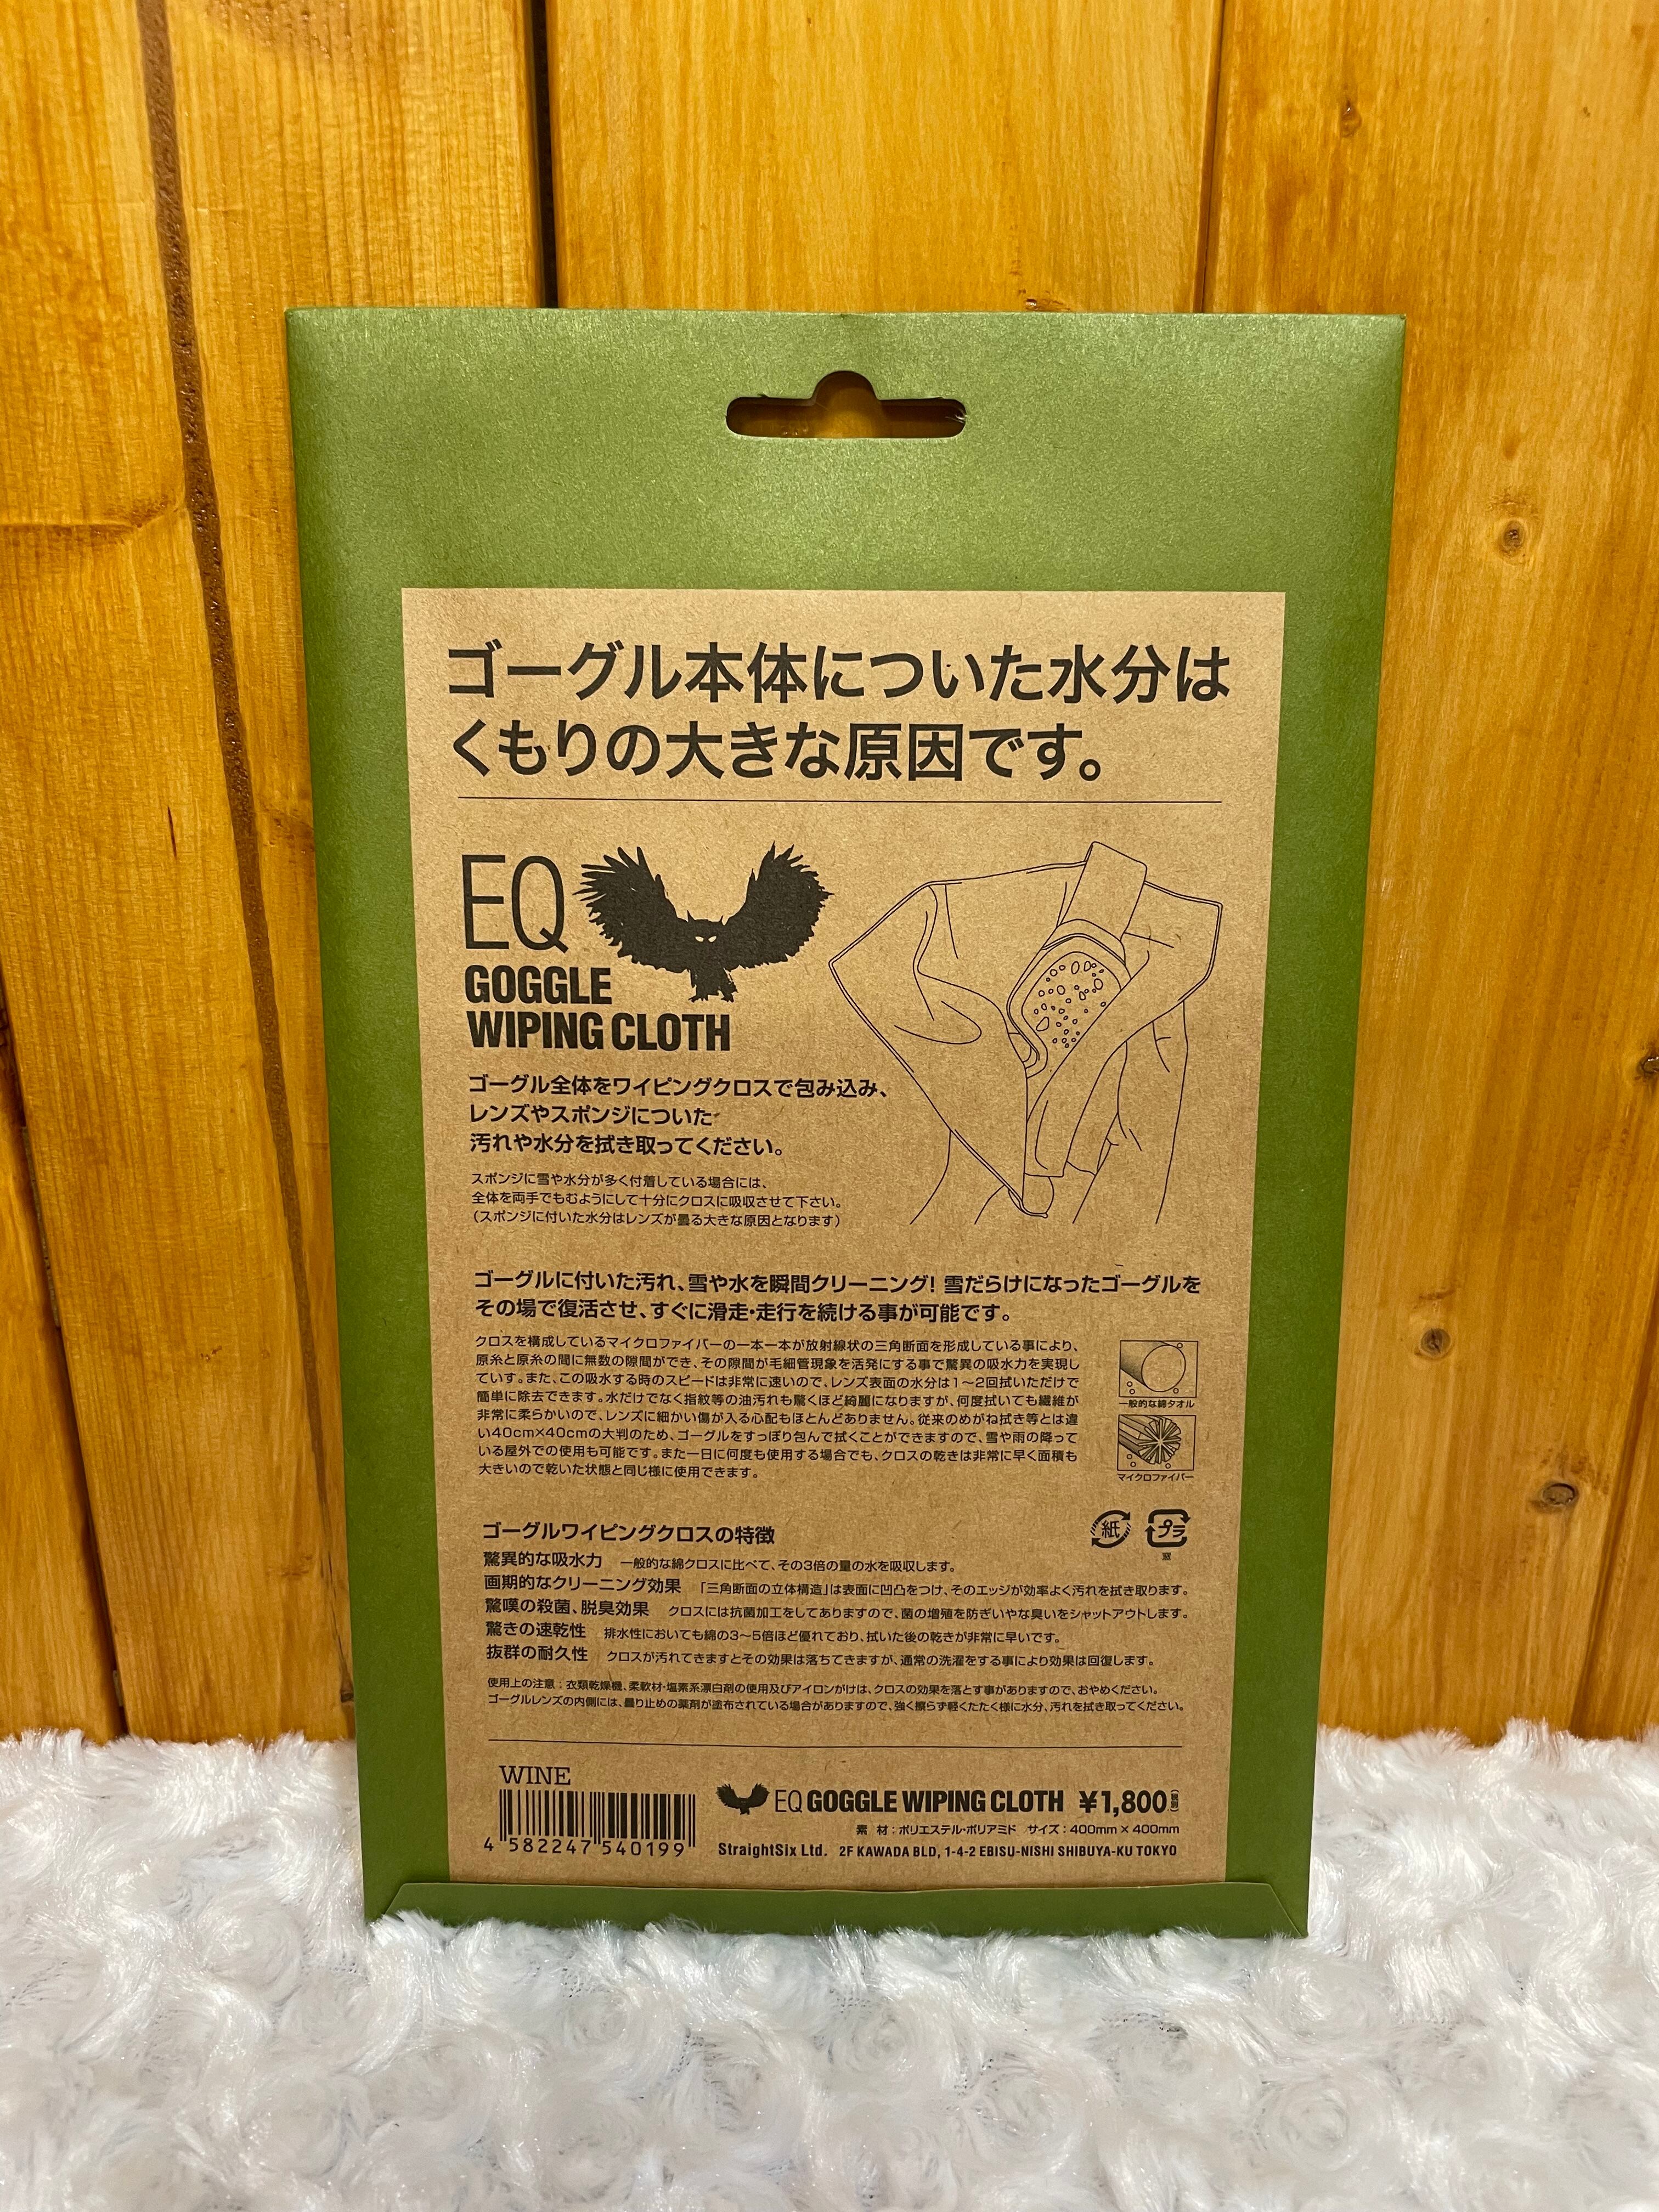 ゴーグル本体についた水分は
くもりの大きな原因です。
EQ
GOGGLE
WIPING CLOTH
ゴーグル全体をワイピングクロスで包み込み、
レンズやスポンジについた
汚れや水分を拭き取ってください。
スポンジに雪や水分が多く付着している場合には、
全体を両手でもむようにして十分にクロスに吸収させて下さい。
(スポンジに付いた水分はレンズが曇る大きな原因となります)
ゴーグルに付いた汚れ、雪や水を瞬間クリーニング! 雪だらけになったゴーグルを
その場で復活させ、すぐに滑走・走行を続ける事が可能です。
クロスを構成しているマイクロファイバーの一本一本が放射線状の三角断面を形成している事により、
原糸と原糸の間に無数の隙間ができ、その隙間が毛細管現象を活発にする事で驚異の吸水力を実現し
ていす。また、この吸水する時のスピードは非常に速いので、レンズ表面の水分は1〜2回拭いただけで
簡単に除去できます。水だけでなく指紋等の油汚れも驚くほど綺麗になりますが、何度拭いても繊維が
非常に柔らかいので、レンズに細かい傷が入る心配もほとんどありません。従来のめがね拭き等とは違
い40cm×40cmの大判のため、ゴーグルをすっぽり包んで拭くことができますので、雪や雨の降って
いる屋外での使用も可能です。また一日に何度も使用する場合でも、クロスの乾きは非常に早く面積も
大きいので乾いた状態と同じ様に使用できます。
一般的な綿タオル
マイクロファイバー
紙 プラ
ゴーグルワイピングクロスの特徴
驚異的な吸水力 一般的な綿クロスに比べて、その3倍の量の水を吸収します。
画期的なクリーニング効果 「三角断面の立体構造」は表面に凹凸をつけ、そのエッジが効率よく汚れを拭き取ります。
驚嘆の殺菌、脱臭効果 クロスには抗菌加工をしてありますので、菌の増殖を防ぎいやな臭いをシャットアウトします。
驚きの速乾性 排水性においても綿の3〜5倍ほど優れており、拭いた後の乾きが非常に早いです。
抜群の耐久性 クロスが汚れてきますとその効果は落ちてきますが、通常の洗濯をする事により効果は回復します。
使用上の注意:衣類乾燥機、柔軟材・塩素系漂白剤の使用及びアイロンがけは、クロスの効果を落とす事がありますので、おやめください。
ゴーグルレンズの内側には、曇り止めの薬剤が塗布されている場合がありますので、強く擦らず軽くたたく様に水分、汚れを拭き取ってください。
WINE
4 582247 540199
EQ GOGGLE WIPING CLOTH ¥1,800
素 材:ポリエステル・ポリアミド サイズ:400mm×400mm
StraightSix Ltd. 2F KAWADA BLD, 1-4-2 EBISU-NISHI SHIBUYA-KU TOKYO